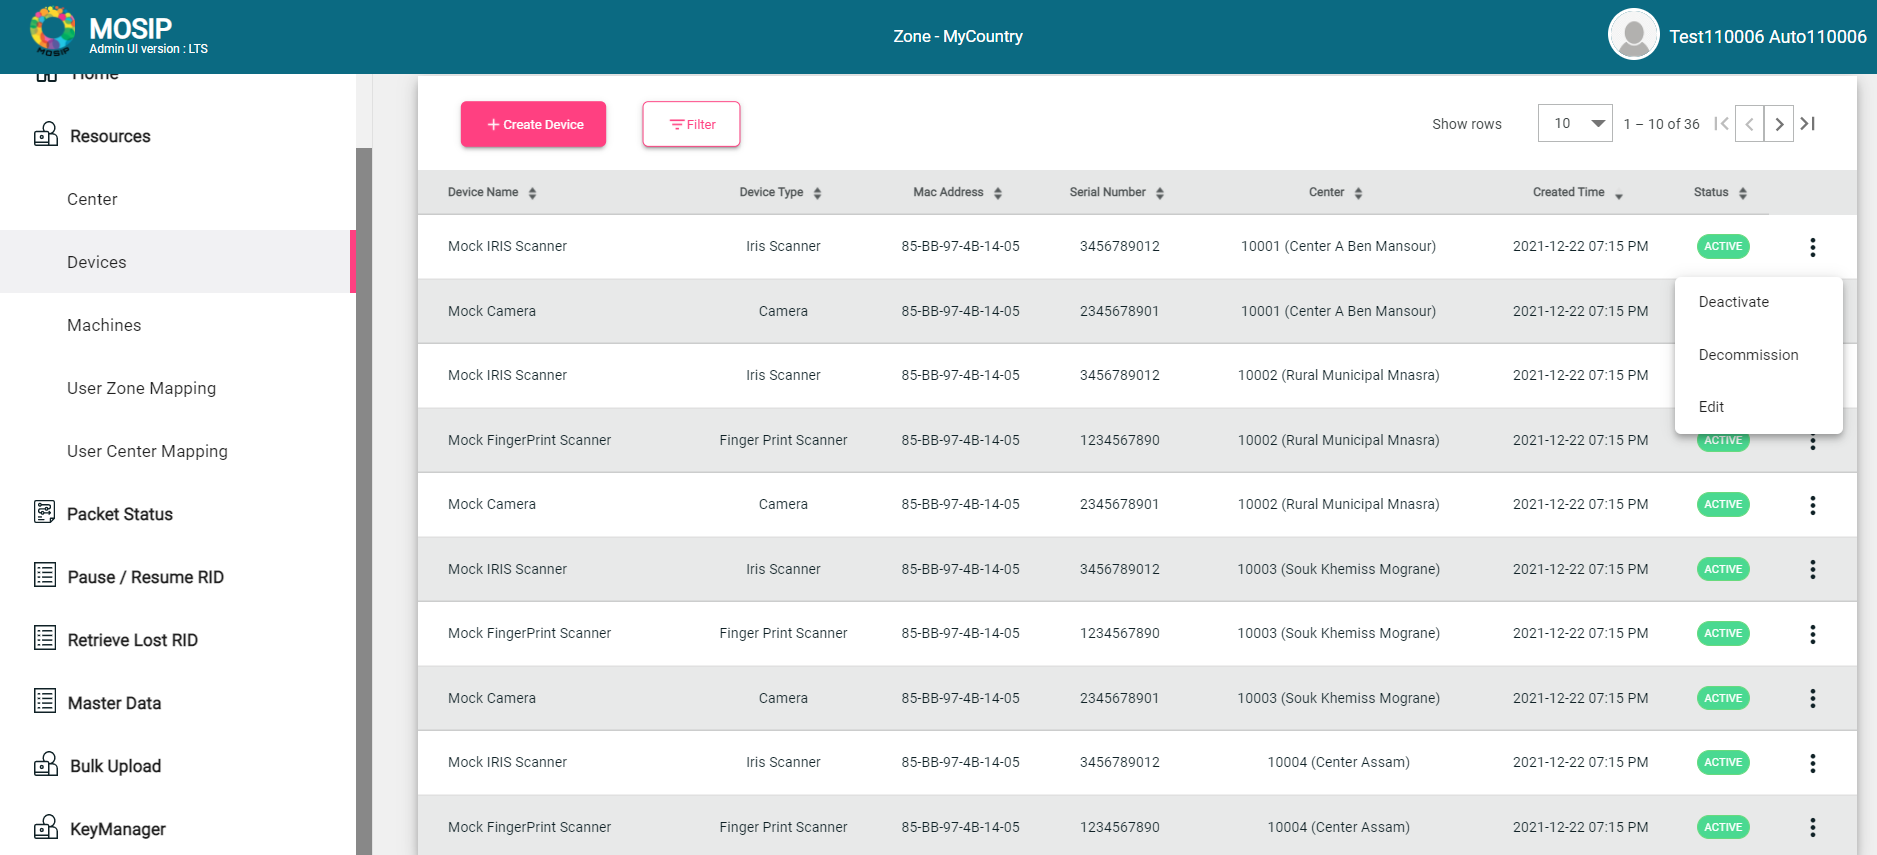 MOSIP
Admin UI version : LTS
Zone - MyCountry
Test110006 Auto110006
Home
Resources
Center
Devices
Machines
User Zone Mapping
User Center Mapping
Packet Status
Pause / Resume RID
Retrieve Lost RID
Master Data
Bulk Upload
KeyManager
+ Create Device Filter Show rows 10 1 – 10 of 36
Device Name Device Type Mac Address Serial Number Center Created Time Status
Mock IRIS Scanner Iris Scanner 85-BB-97-4B-14-05 3456789012 10001 (Center A Ben Mansour) 2021-12-22 07:15 PM ACTIVE
Mock Camera Camera 85-BB-97-4B-14-05 2345678901 10001 (Center A Ben Mansour) 2021-12-22 07:15 PM
Mock IRIS Scanner Iris Scanner 85-BB-97-4B-14-05 3456789012 10002 (Rural Municipal Mnasra) 2021-12-22 07:15 PM
Mock FingerPrint Scanner Finger Print Scanner 85-BB-97-4B-14-05 1234567890 10002 (Rural Municipal Mnasra) 2021-12-22 07:15 PM ACTIVE
Mock Camera Camera 85-BB-97-4B-14-05 2345678901 10002 (Rural Municipal Mnasra) 2021-12-22 07:15 PM ACTIVE
Mock IRIS Scanner Iris Scanner 85-BB-97-4B-14-05 3456789012 10003 (Souk Khemiss Mograne) 2021-12-22 07:15 PM ACTIVE
Mock FingerPrint Scanner Finger Print Scanner 85-BB-97-4B-14-05 1234567890 10003 (Souk Khemiss Mograne) 2021-12-22 07:15 PM ACTIVE
Mock Camera Camera 85-BB-97-4B-14-05 2345678901 10003 (Souk Khemiss Mograne) 2021-12-22 07:15 PM ACTIVE
Mock IRIS Scanner Iris Scanner 85-BB-97-4B-14-05 3456789012 10004 (Center Assam) 2021-12-22 07:15 PM ACTIVE
Mock FingerPrint Scanner Finger Print Scanner 85-BB-97-4B-14-05 1234567890 10004 (Center Assam) 2021-12-22 07:15 PM ACTIVE
Deactivate
Decommission
Edit
MOSIP